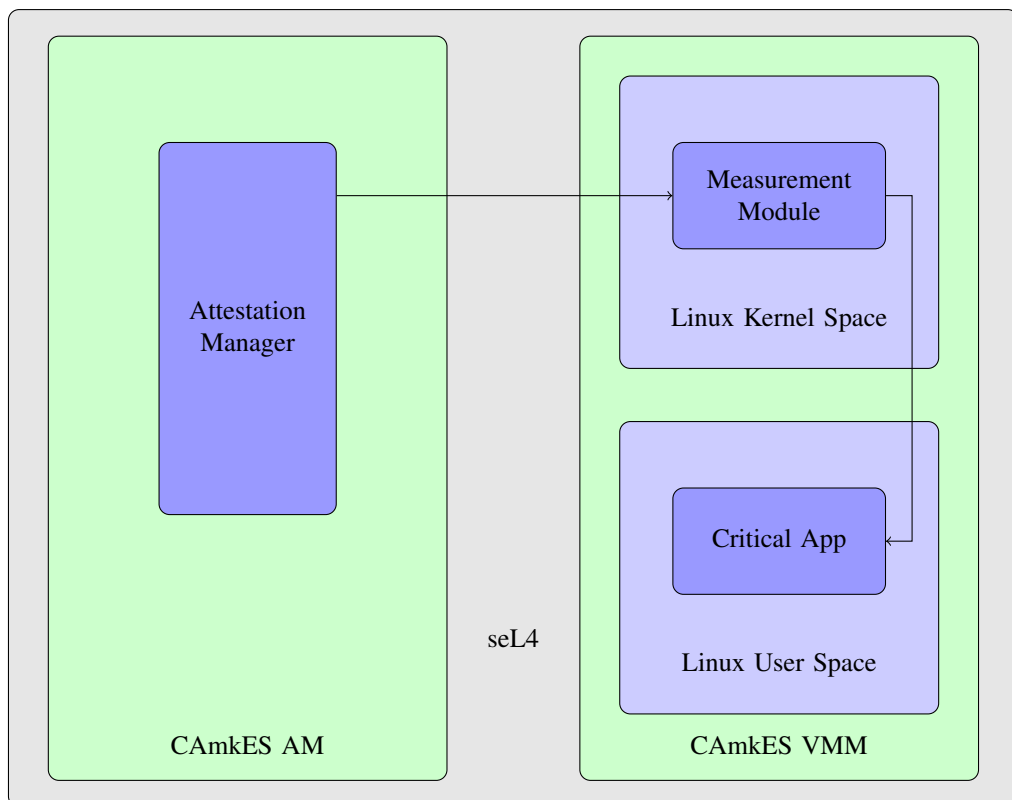 Measurement
Module
Attestation
Manager
Linux Kernel Space
Critical App
seL4
Linux User Space
CAmkES AM
CAmkES VMM